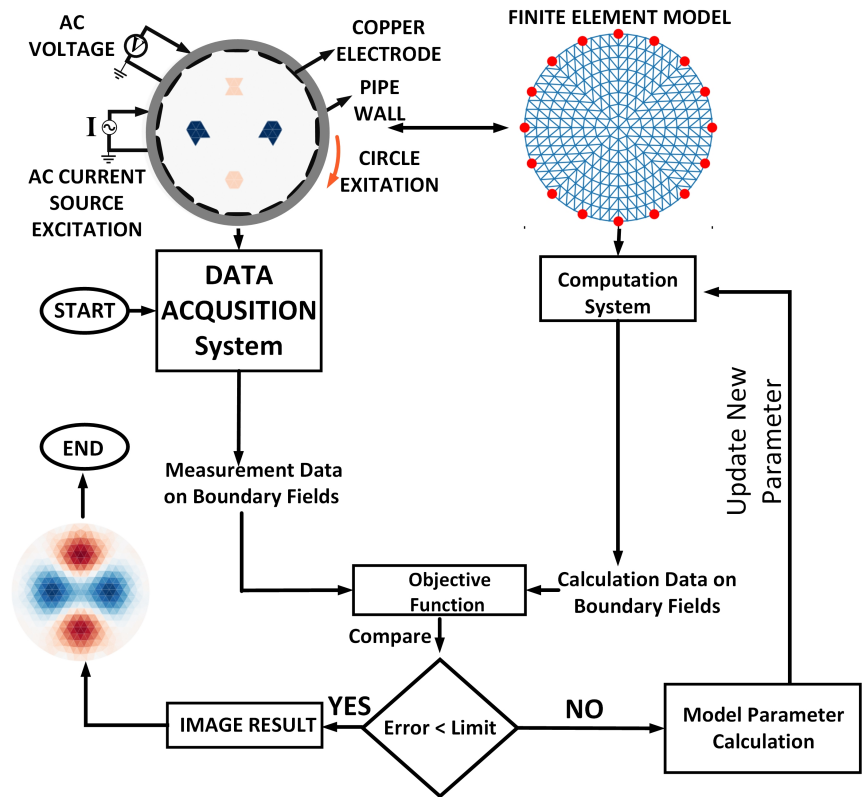 AC
VOLTAGE
V
I
AC CURRENT
SOURCE
EXCITATION
COPPER
ELECTRODE
PIPE
WALL
CIRCLE
EXITATION
FINITE ELEMENT MODEL
START
DATA
ACQUSITION
System
Computation
System
Update New
Parameter
END
Measurement Data
on Boundary Fields
Objective
Function
Calculation Data on
Boundary Fields
Compare
Error < Limit
YES
NO
IMAGE RESULT
Model Parameter
Calculation